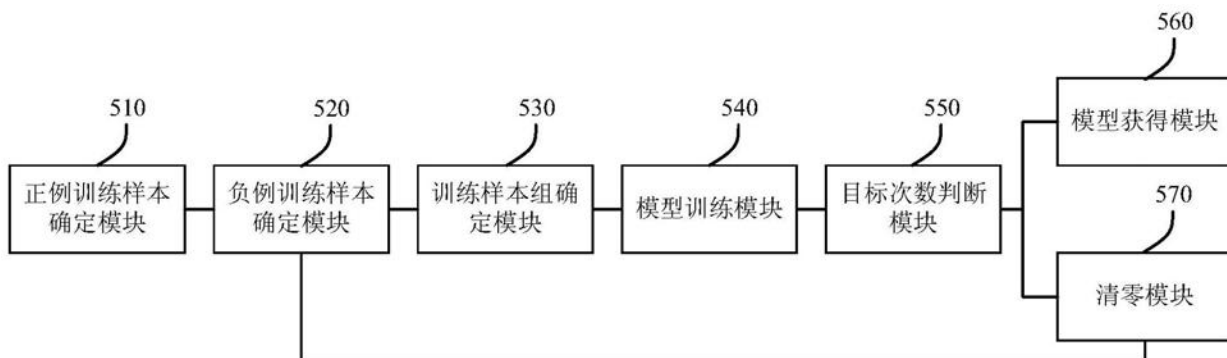 560
510
520
530
540
550
模型获得模块
正例训练样本
确定模块
负例训练样本
确定模块
训练样本组确
定模块
模型训练模块
目标次数判断
模块
570
清零模块